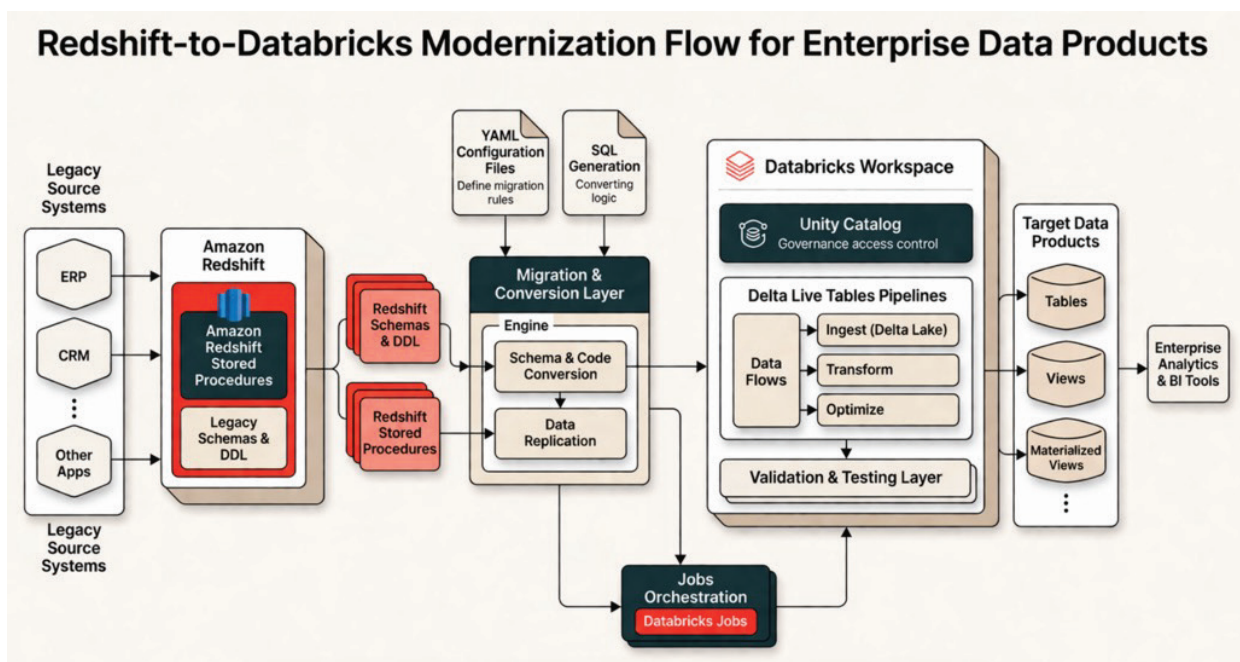 Redshift-to-Databricks Modernization Flow for Enterprise Data Products
Legacy
Source
Systems
ERP
CRM
Other
Apps
Legacy
Source
Systems
Amazon
Redshift
Amazon
Redshift
Stored
Procedures
Legacy
Schemas &
DDL
Redshift
Schemas
& DDL
Redshift
Stored
Procedures
YAML
Configuration
Files
Define migration
rules
SQL
Generation
Converting
logic
Migration &
Conversion Layer
Engine
Schema & Code
Conversion
Data
Replication
Jobs
Orchestration
Databricks Jobs
Databricks Workspace
Unity Catalog
Governance access control
Delta Live Tables Pipelines
Data
Flows
Ingest (Delta Lake)
Transform
Optimize
Validation & Testing Layer
Target Data
Products
Tables
Views
Materialized
Views
Enterprise
Analytics
& BI Tools